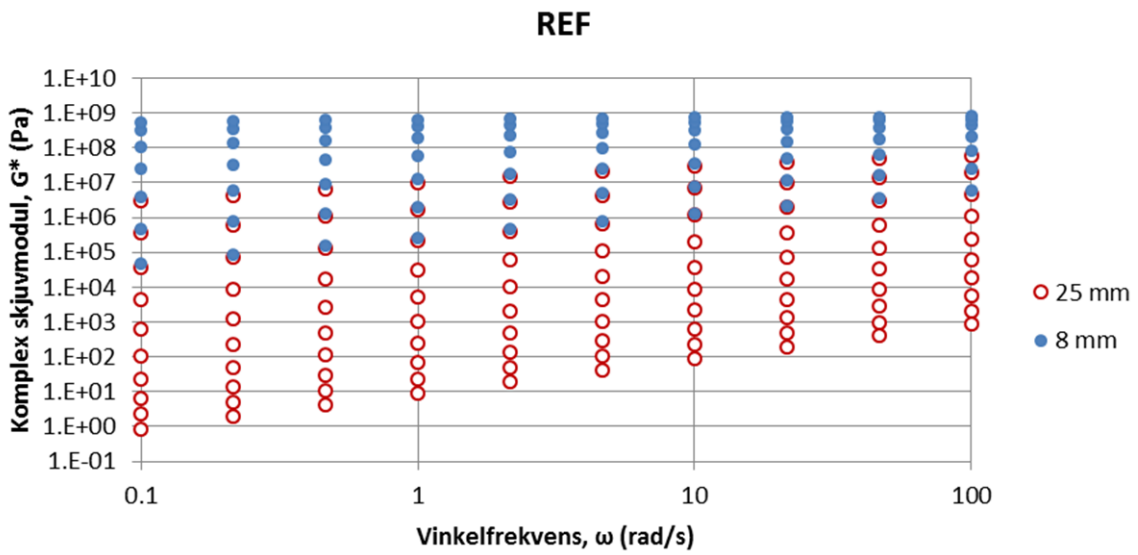 REF
Komplex skjuvmodul, G* (Pa)
1.E+10
1.E+09
1.E+08
1.E+07
1.E+06
1.E+05
1.E+04
1.E+03
1.E+02
1.E+01
1.E+00
1.E-01
0.1 1 10 100
Vinkelfrekvens, ω (rad/s)
25 mm
8 mm